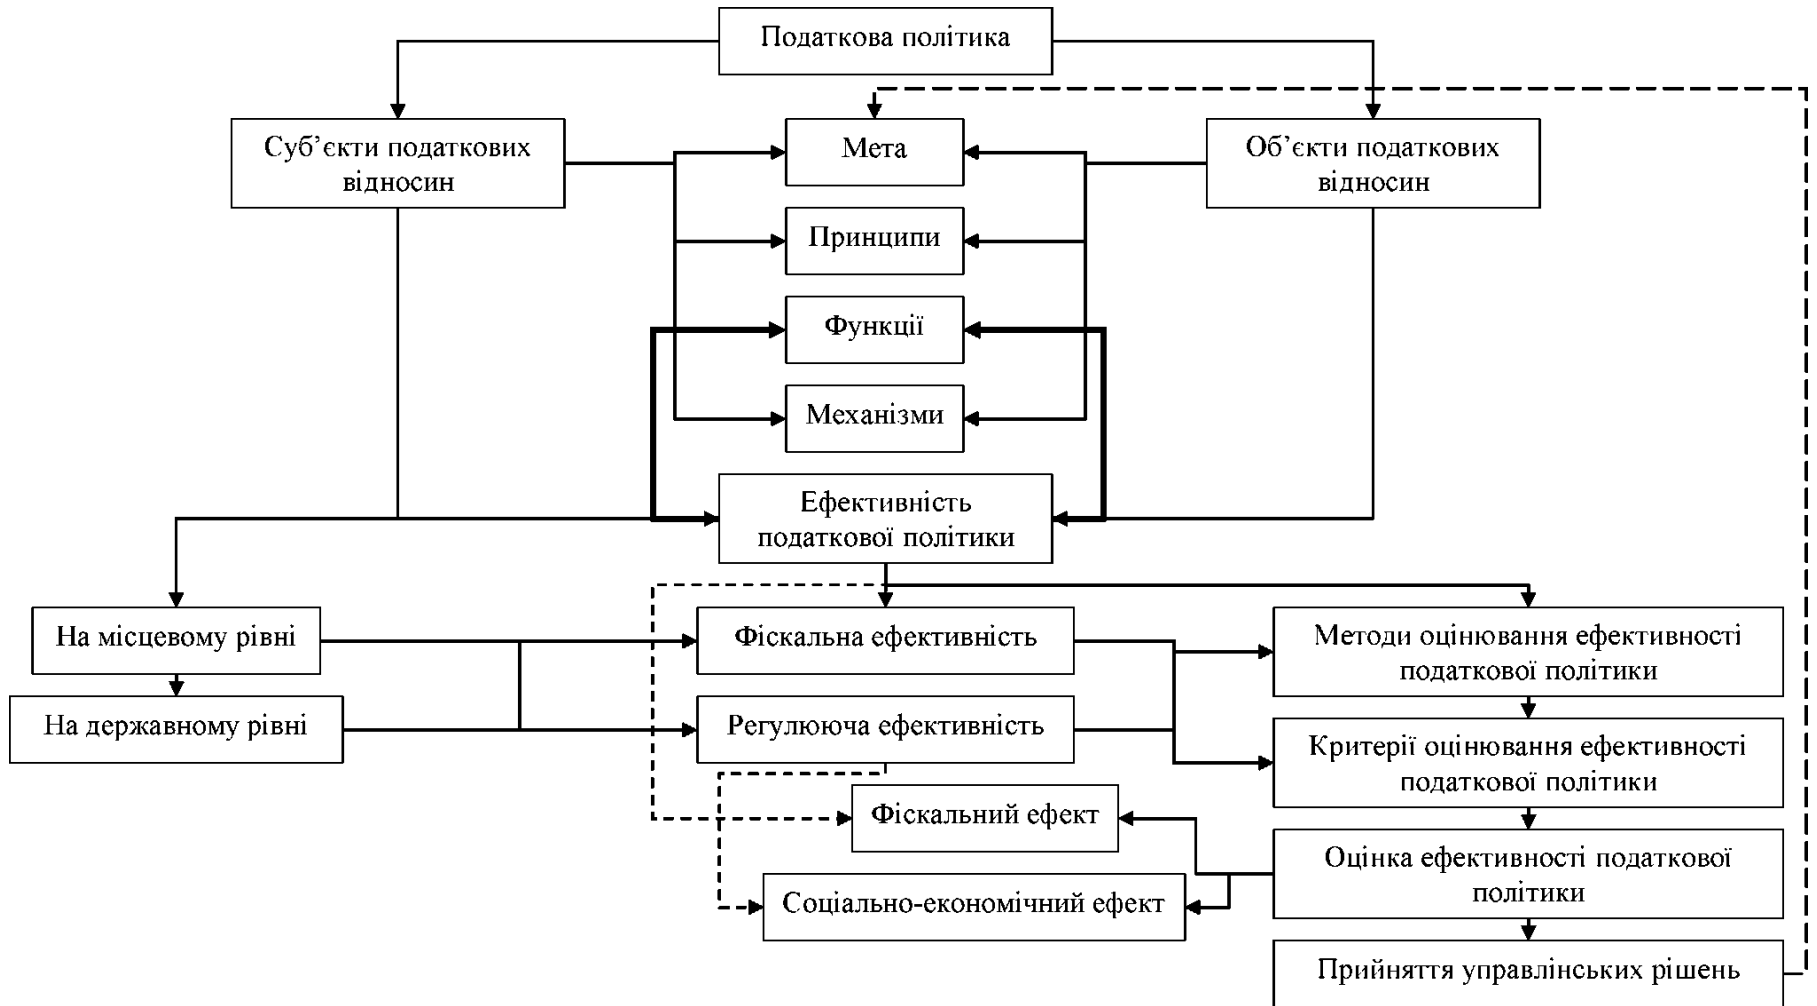 Податкова політика
Суб’єкти податкових
відносин
Мета
Об’єкти податкових
відносин
Принципи
Функції
Механізми
Ефективність
податкової політики
На місцевому рівні
Фіскальна ефективність
Методи оцінювання ефективності
податкової політики
На державному рівні
Регулююча ефективність
Критерії оцінювання ефективності
податкової політики
Фіскальний ефект
Оцінка ефективності податкової
політики
Соціально-економічний ефект
Прийняття управлінських рішень